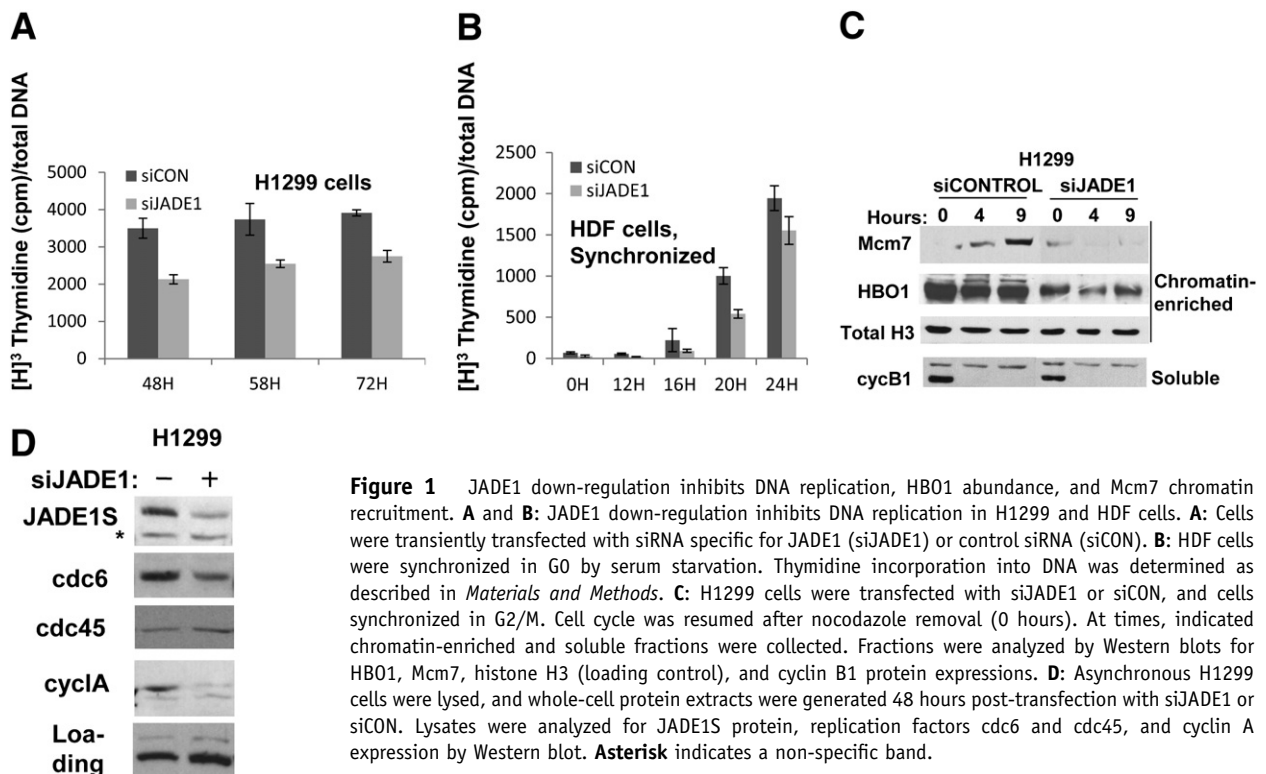 A
[H]³ Thymidine (cpm)/total DNA
5000
4000
3000
2000
1000
0
siCON
siJADE1
H1299 cells
48H
58H
72H
B
[H]³ Thymidine (cpm)/total DNA
2500
2000
1500
1000
500
0
siCON
siJADE1
HDF cells,
Synchronized
0H
12H
16H
20H
24H
C
H1299
siCONTROL siJADE1
Hours: 0 4 9 0 4 9
Mcm7
HBO1
Total H3
Chromatin-
enriched
cycB1
Soluble
D
H1299
siJADE1: − +
JADE1S
*
cdc6
cdc45
cyclA
Loa-
ding
Figure 1 JADE1 down-regulation inhibits DNA replication, HBO1 abundance, and Mcm7 chromatin
recruitment. A and B: JADE1 down-regulation inhibits DNA replication in H1299 and HDF cells. A: Cells
were transiently transfected with siRNA specific for JADE1 (siJADE1) or control siRNA (siCON). B: HDF cells
were synchronized in G0 by serum starvation. Thymidine incorporation into DNA was determined as
described in Materials and Methods. C: H1299 cells were transfected with siJADE1 or siCON, and cells
synchronized in G2/M. Cell cycle was resumed after nocodazole removal (0 hours). At times, indicated
chromatin-enriched and soluble fractions were collected. Fractions were analyzed by Western blots for
HBO1, Mcm7, histone H3 (loading control), and cyclin B1 protein expressions. D: Asynchronous H1299
cells were lysed, and whole-cell protein extracts were generated 48 hours post-transfection with siJADE1 or
siCON. Lysates were analyzed for JADE1S protein, replication factors cdc6 and cdc45, and cyclin A
expression by Western blot. Asterisk indicates a non-specific band.